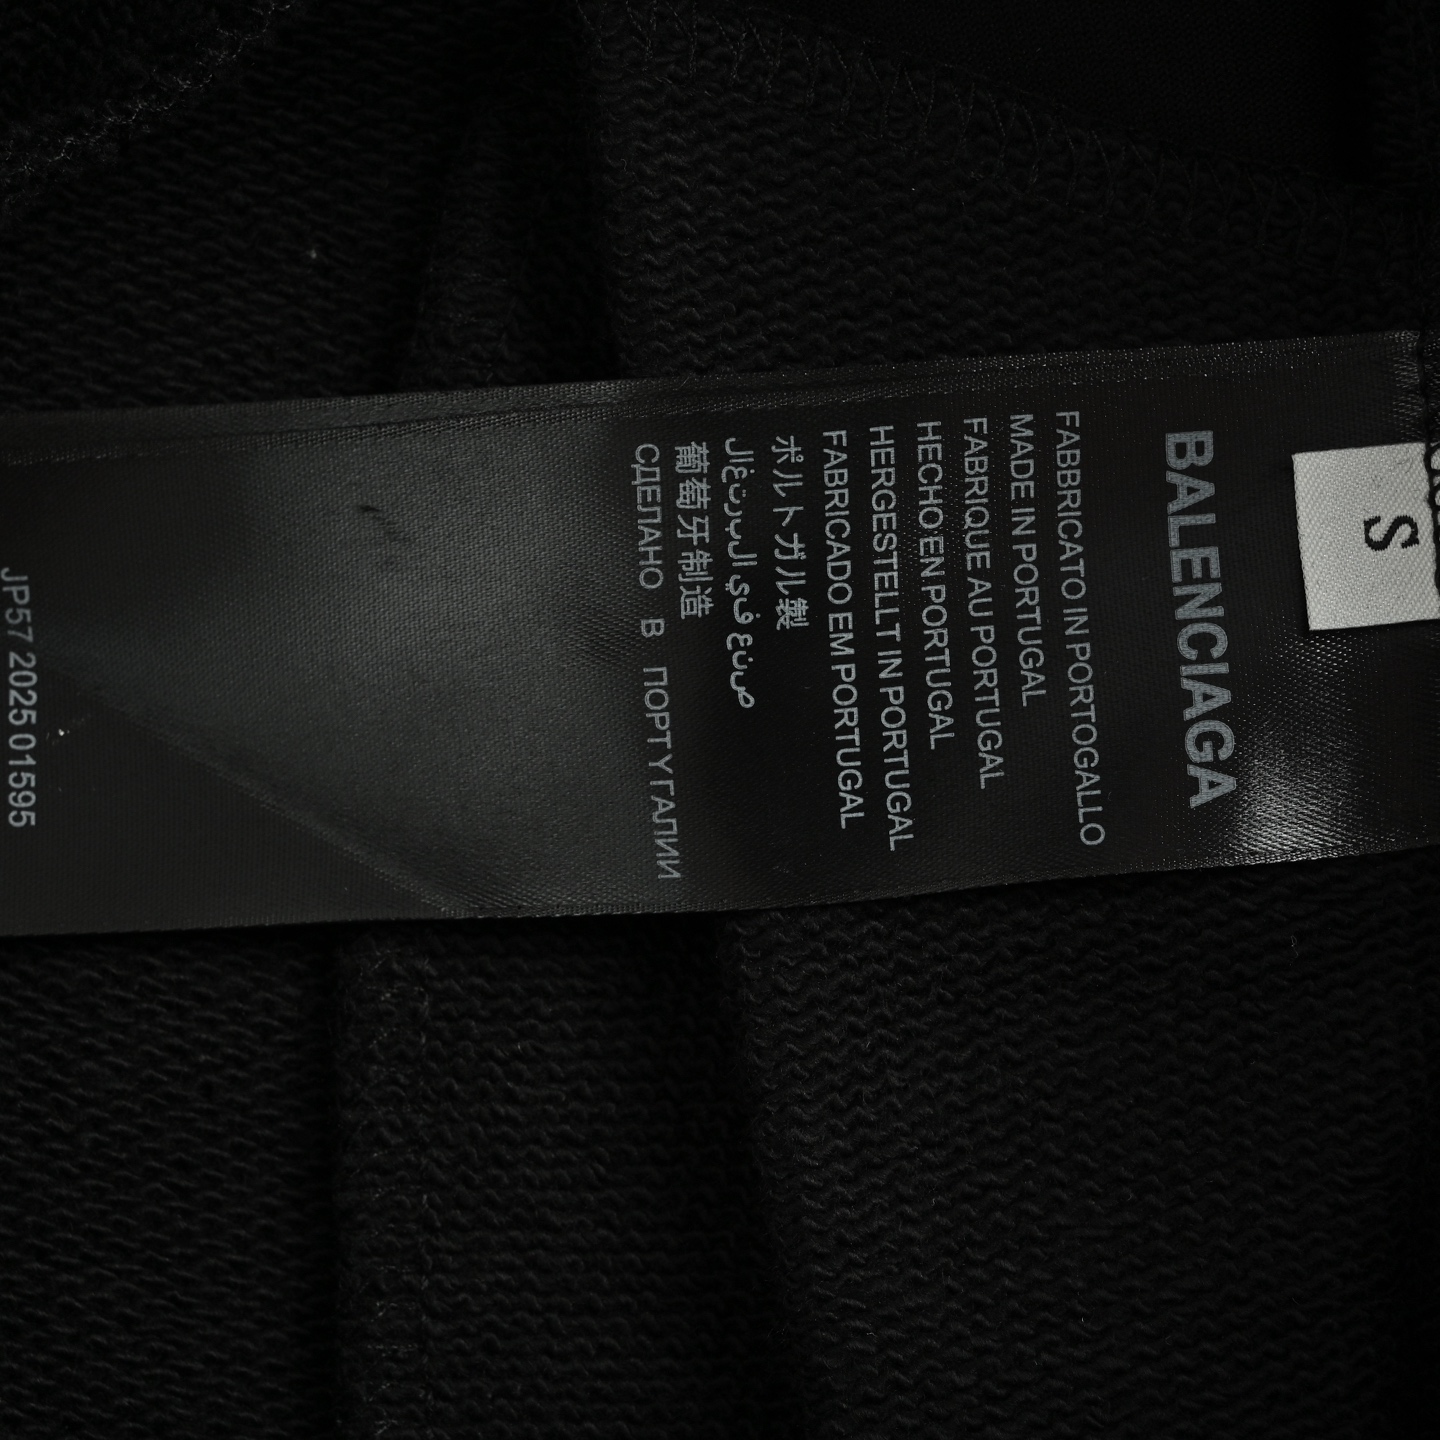 S
BALENCIAGA
FABBRICATO IN PORTOGALLO
MADE IN PORTUGAL
FABRIQUE AU PORTUGAL
HECHO EN PORTUGAL
HERGESTELLT IN PORTUGAL
FABRICADO EM PORTUGAL
ポルトガル製
صنع في البرتغال
葡萄牙制造
СДЕЛАНО В ПОРТУГАЛИИ
JP57 2025 01595